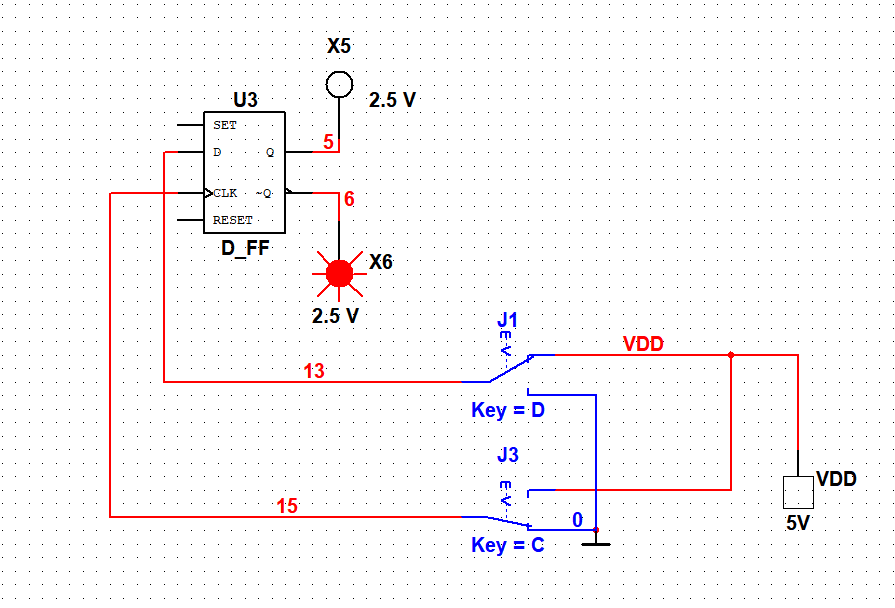 X5
2.5 V
U3
SET
D
Q
CLK
~Q
RESET
D_FF
5
6
X6
2.5 V
J1
VDD
13
Key = D
J3
VDD
5V
15
0
Key = C